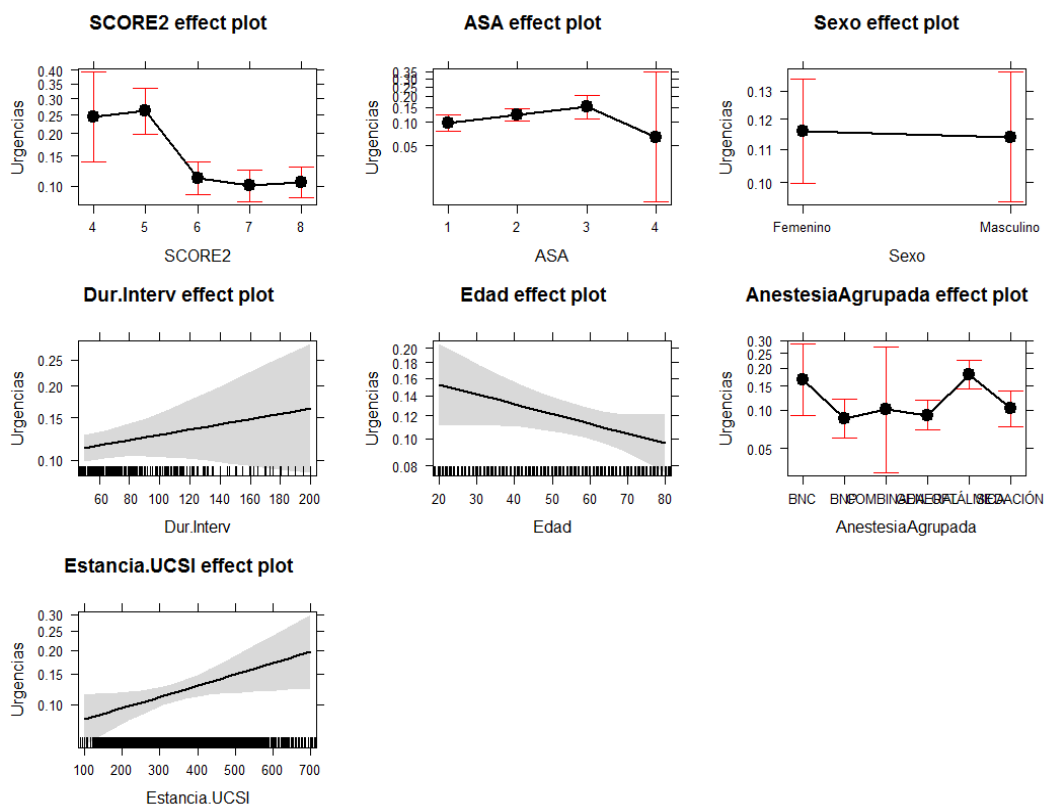 SCORE2 effect plot
Urgencias
0.40
0.35
0.30
0.25
0.20
0.15
0.10
4 5 6 7 8
SCORE2
ASA effect plot
Urgencias
0.35
0.30
0.25
0.20
0.15
0.10
0.05
1 2 3 4
ASA
Sexo effect plot
Urgencias
0.13
0.12
0.11
0.10
Femenino Masculino
Sexo
Dur.Interv effect plot
Urgencias
0.25
0.20
0.15
0.10
60 80 100 120 140 160 180 200
Dur.Interv
Edad effect plot
Urgencias
0.20
0.18
0.16
0.14
0.12
0.10
0.08
20 30 40 50 60 70 80
Edad
AnestesiaAgrupada effect plot
Urgencias
0.30
0.25
0.20
0.15
0.10
0.05
BNC BNP
AnestesiaAgrupada
Estancia.UCSI effect plot
Urgencias
0.30
0.25
0.20
0.15
0.10
100 200 300 400 500 600 700
Estancia.UCSI